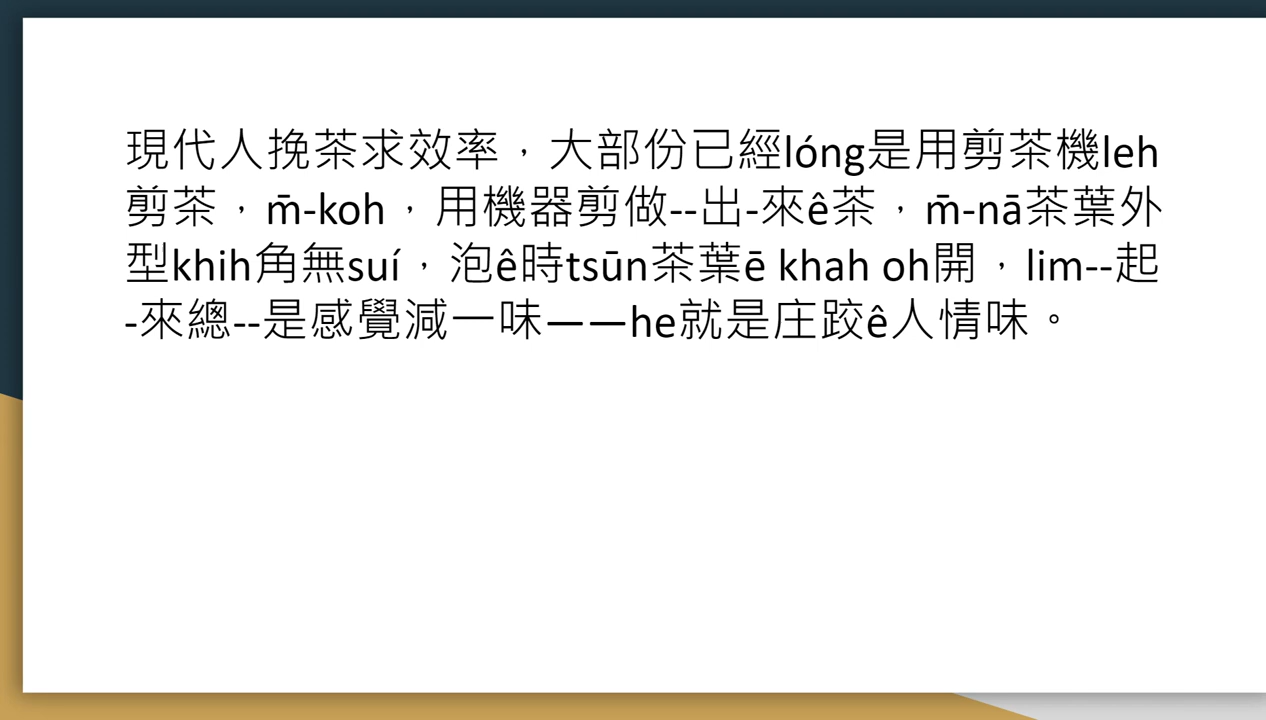 現代人挽茶求效率，大部份已經lóng是用剪茶機leh
剪茶，m̄-koh，用機器剪做--出-來ê茶，m̄-nā茶葉外
型khih角無suí，泡ê時tsūn茶葉ē khah oh開，lim--起
-來總--是感覺減一味——he就是庄跤ê人情味。